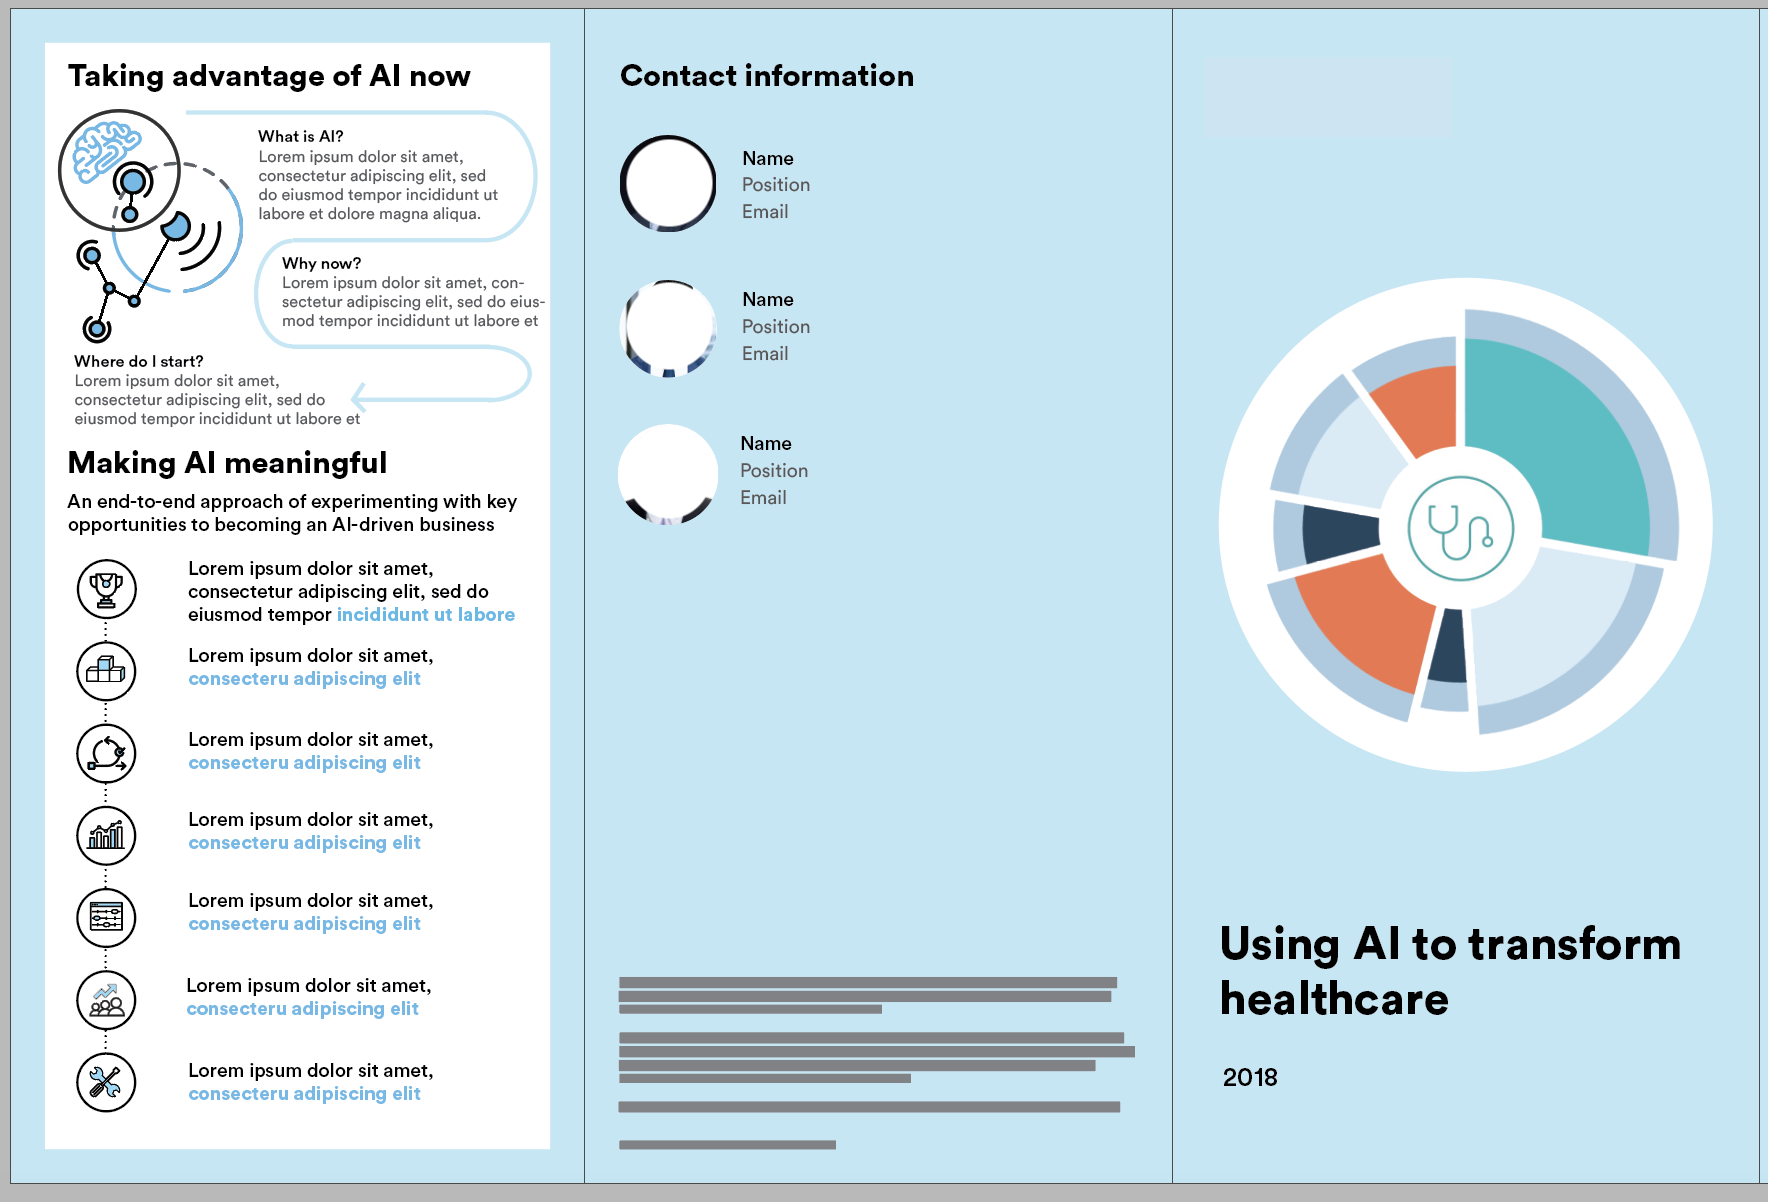 Taking advantage of AI now
What is AI?
Lorem ipsum dolor sit amet,
consectetur adipiscing elit, sed
do eiusmod tempor incididunt ut
labore et dolore magna aliqua.
Why now?
Lorem ipsum dolor sit amet, con-
sectetur adipiscing elit, sed do eius-
mod tempor incididunt ut labore et
Where do I start?
Lorem ipsum dolor sit amet,
consectetur adipiscing elit, sed do
eiusmod tempor incididunt ut labore et
Making AI meaningful
An end-to-end approach of experimenting with key
opportunities to becoming an AI-driven business
Lorem ipsum dolor sit amet,
consectetur adipiscing elit, sed do
eiusmod tempor incididunt ut labore
Lorem ipsum dolor sit amet,
consecteru adipiscing elit
Lorem ipsum dolor sit amet,
consecteru adipiscing elit
Lorem ipsum dolor sit amet,
consecteru adipiscing elit
Lorem ipsum dolor sit amet,
consecteru adipiscing elit
Lorem ipsum dolor sit amet,
consecteru adipiscing elit
Lorem ipsum dolor sit amet,
consecteru adipiscing elit
Contact information
Name
Position
Email
Name
Position
Email
Name
Position
Email
Using AI to transform
healthcare
2018